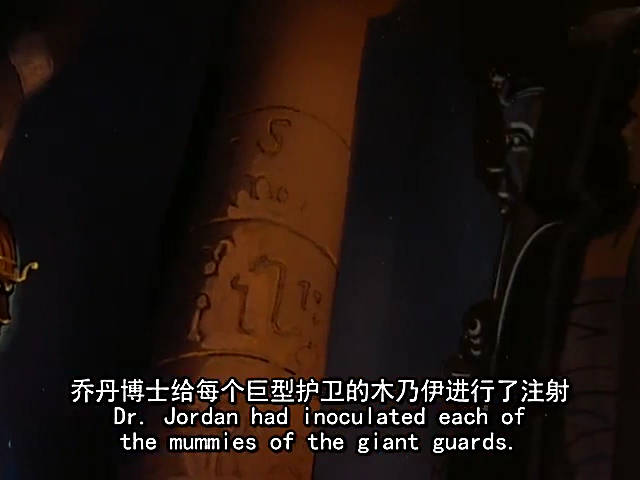 乔丹博士给每个巨型护卫的木乃伊进行了注射
Dr. Jordan had inoculated each of
the mummies of the giant guards.